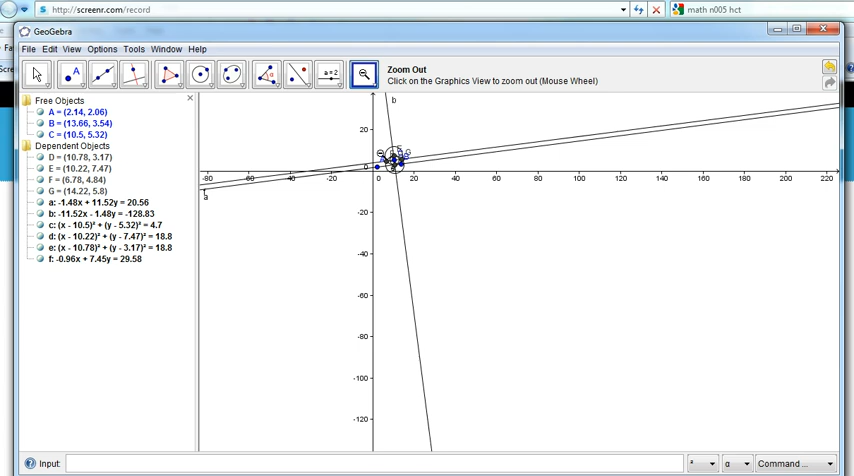 http://screenr.com/record
math n005 hct
GeoGebra
File Edit View Options Tools Window Help
Zoom Out
Click on the Graphics View to zoom out (Mouse Wheel)
Free Objects
A = (2.14, 2.06)
B = (13.66, 3.54)
C = (10.5, 5.32)
Dependent Objects
D = (10.78, 3.17)
E = (10.22, 7.47)
F = (6.78, 4.84)
G = (14.22, 5.8)
a: -1.48x + 11.52y = 20.56
b: -11.52x - 1.48y = -128.83
c: (x - 10.5)² + (y - 5.32)² = 4.7
d: (x - 10.22)² + (y - 7.47)² = 18.8
e: (x - 10.78)² + (y - 3.17)² = 18.8
f: -0.96x + 7.45y = 29.58
b
20
0
-80 -60 -40 -20 0 20 40 60 80 100 120 140 160 180 200 220
a
-20
-40
-60
-80
-100
-120
Input:
² α Command ...